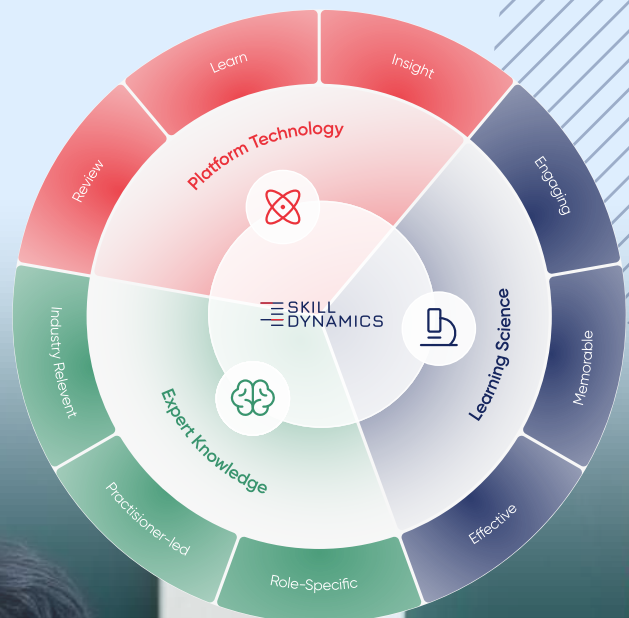 Learn
Insight
Review
Platform Technology
Engaging
SKILL
DYNAMICS
Learning Science
Memorable
Industry Relevent
Expert Knowledge
Practisioner-led
Effective
Role-Specific